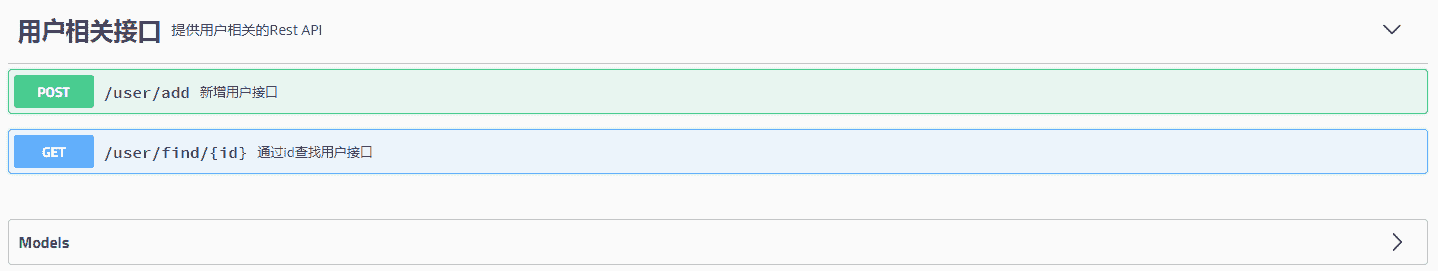 用户相关接口 提供用户相关的Rest API
POST /user/add 新增用户接口
GET /user/find/{id} 通过id查找用户接口
Models